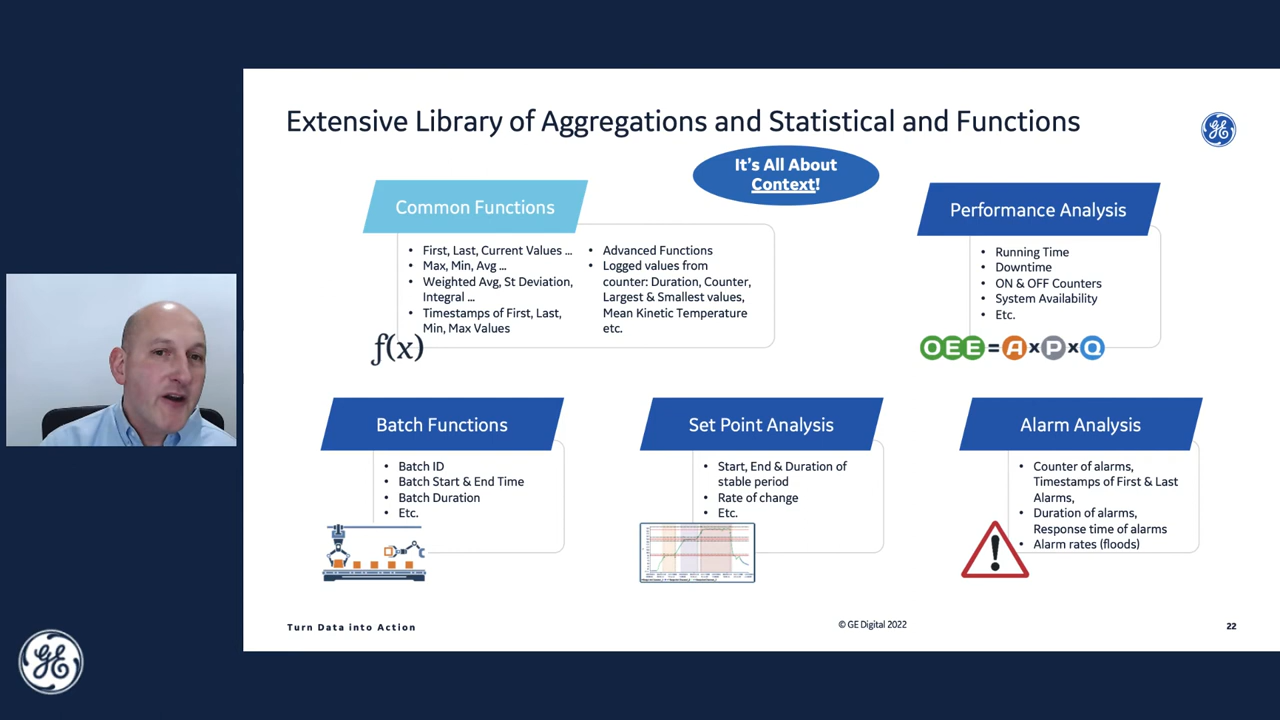 Extensive Library of Aggregations and Statistical and Functions
It's All About
Context!
Common Functions
• First, Last, Current Values ...
• Max, Min, Avg ...
• Weighted Avg, St Deviation,
Integral ...
• Timestamps of First, Last,
Min, Max Values
• Advanced Functions
• Logged values from
counter: Duration, Counter,
Largest & Smallest values,
Mean Kinetic Temperature
etc.
f(x)
Performance Analysis
• Running Time
• Downtime
• ON & OFF Counters
• System Availability
• Etc.
OEE=AxPxQ
Batch Functions
• Batch ID
• Batch Start & End Time
• Batch Duration
• Etc.
Set Point Analysis
• Start, End & Duration of
stable period
• Rate of change
• Etc.
Alarm Analysis
• Counter of alarms,
Timestamps of First & Last
Alarms,
• Duration of alarms,
Response time of alarms
• Alarm rates (floods)
Turn Data into Action
© GE Digital 2022
22
GE
GE